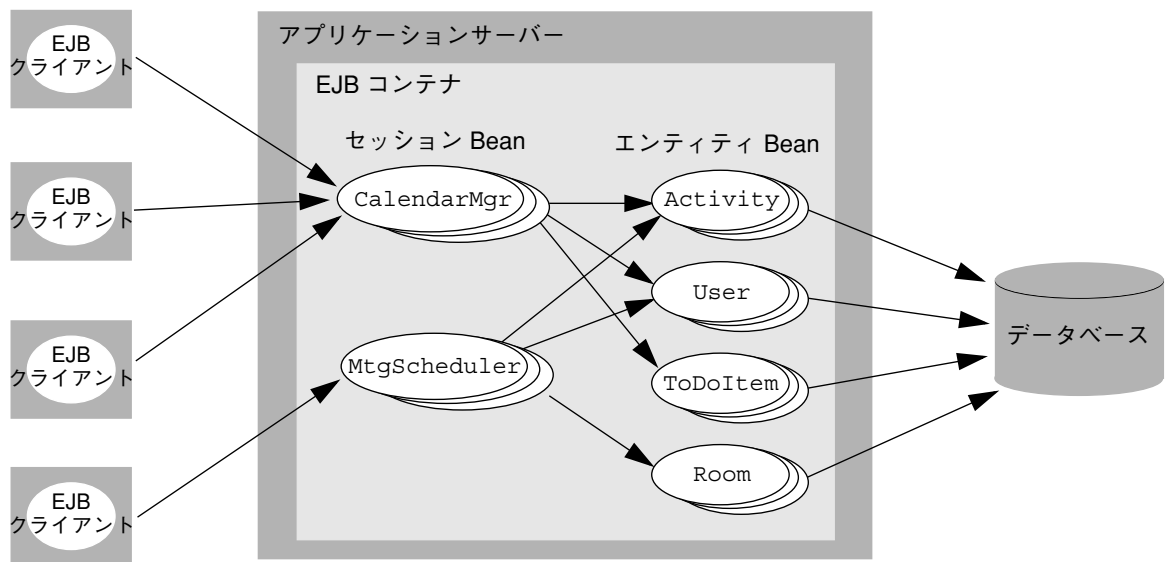 EJB
クライアント
EJB
クライアント
EJB
クライアント
EJB
クライアント
アプリケーションサーバー
EJB コンテナ
セッション Bean
エンティティ Bean
CalendarMgr
MtgScheduler
Activity
User
ToDoItem
Room
データベース